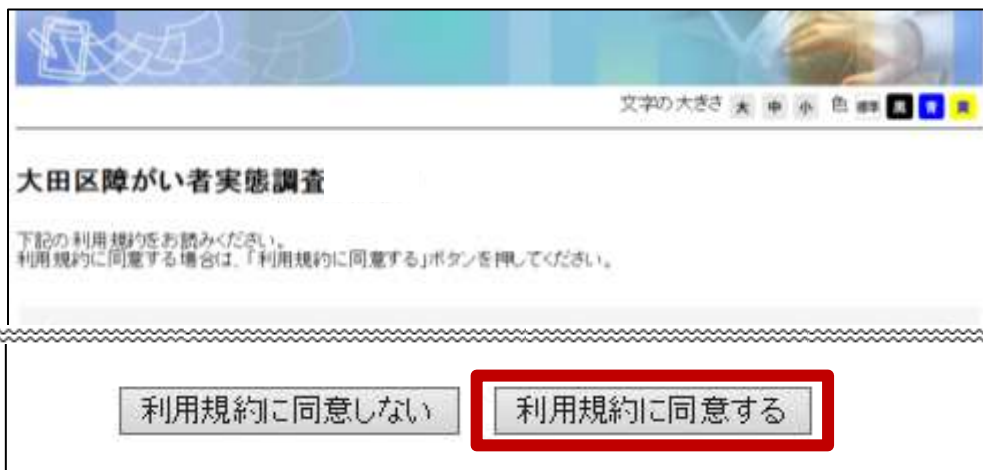 文字の大きさ 大 中 小 色 標準 黒 青 黄
大田区障がい者実態調査
下記の利用規約をお読みください。
利用規約に同意する場合は、「利用規約に同意する」ボタンを押してください。
利用規約に同意しない 利用規約に同意する